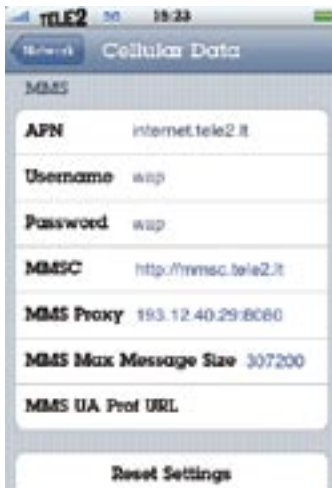 TELE2 3G 15:23
Network Cellular Data
MMS
APN internet.tele2.lt
Username wap
Password wap
MMSC http://mmsc.tele2.lt
MMS Proxy 193.12.40.29:8080
MMS Max Message Size 307200
MMS UA Prof URL
Reset Settings